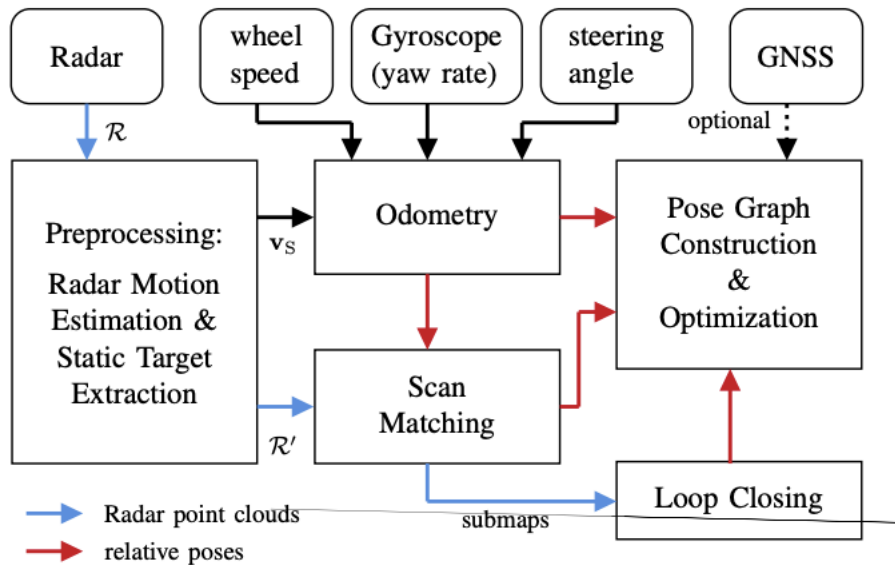 Radar
wheel
speed
Gyroscope
(yaw rate)
steering
angle
GNSS
ℛ
optional
Preprocessing:
Radar Motion
Estimation &
Static Target
Extraction
v_S
Odometry
Pose Graph
Construction
&
Optimization
ℛ′
Scan
Matching
submaps
Loop Closing
Radar point clouds
relative poses